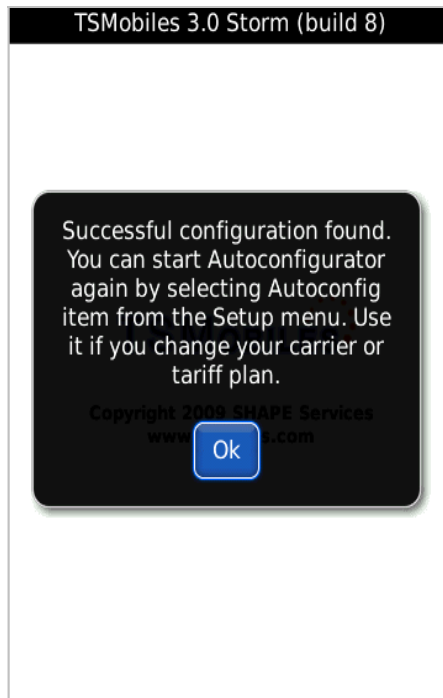 TSMobiles 3.0 Storm (build 8)
Successful configuration found.
You can start Autoconfigurator
again by selecting Autoconfig
item from the Setup menu. Use
it if you change your carrier or
tariff plan.
Copyright 2009 SHAPE Services
Ok